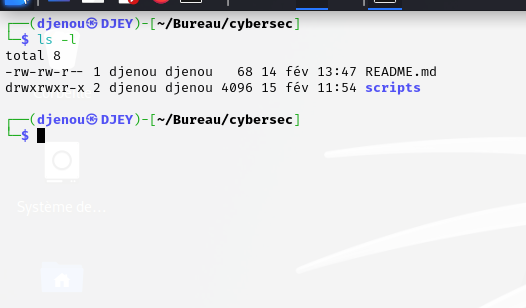 ┌──(djenou㉿DJEY)-[~/Bureau/cybersec]
└─$ ls -l
total 8
-rw-rw-r-- 1 djenou djenou   68 14 fév 13:47 README.md
drwxrwxr-x 2 djenou djenou 4096 15 fév 11:54 scripts
┌──(djenou㉿DJEY)-[~/Bureau/cybersec]
└─$
Système de...